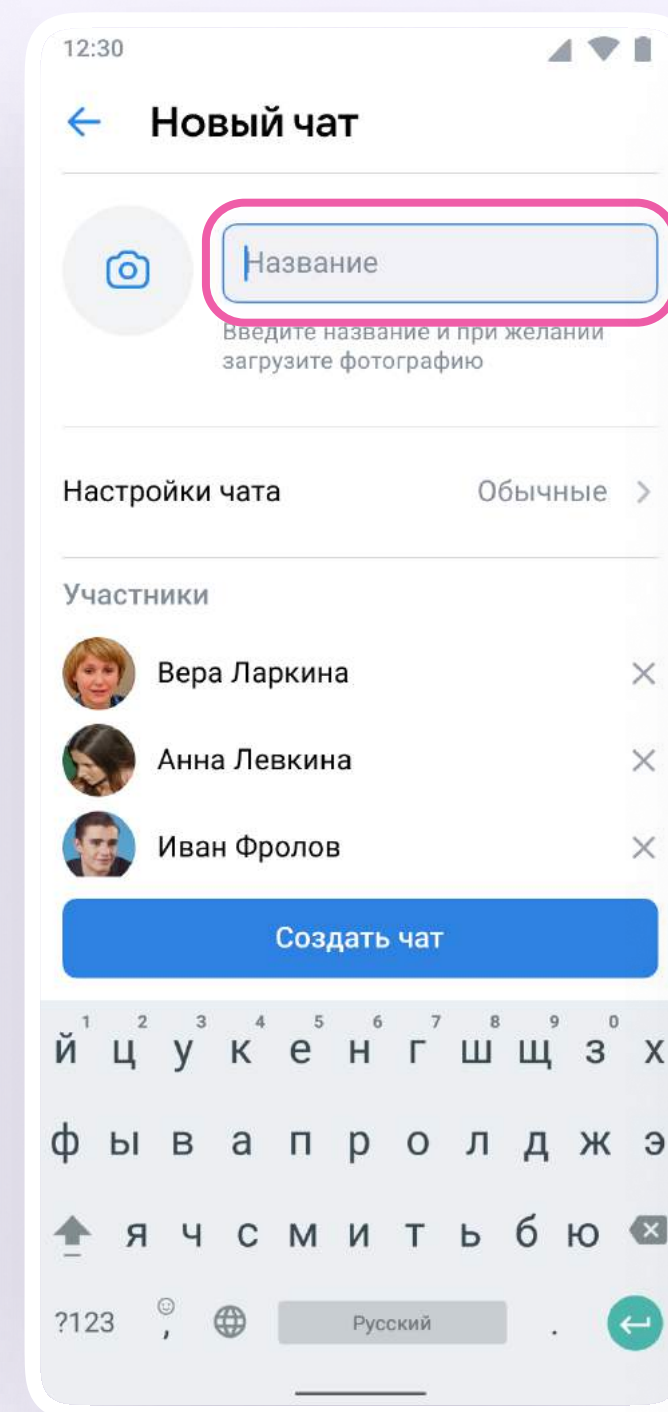 12:30
Новый чат
Название
Введите название и при желании
загрузите фотографию
Настройки чата Обычные
Участники
Вера Ларкина
Анна Левкина
Иван Фролов
Создать чат
1 2 3 4 5 6 7 8 9 0
й ц у к е н г ш щ з х
ф ы в а п р о л д ж э
я ч с м и т ь б ю
?123 , Русский .